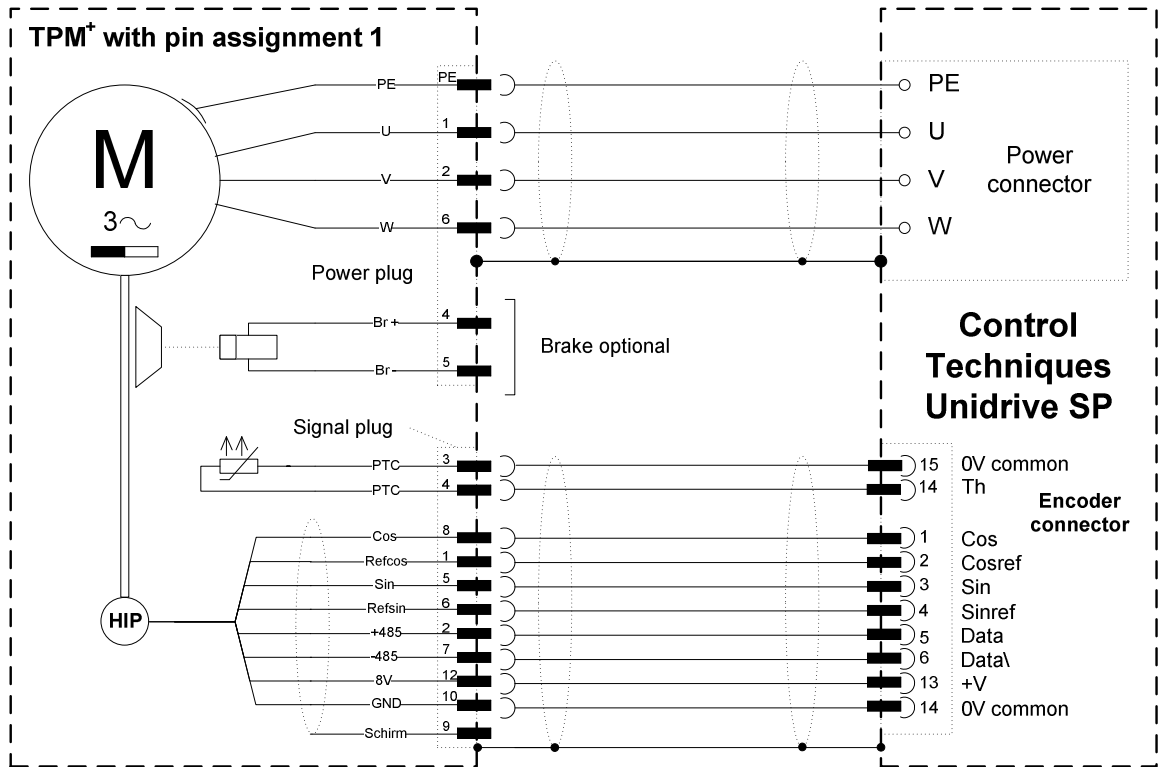 TPM+ with pin assignment 1
M
3
PE PE PE
U 1 U
V 2 V
W 6 W
Power connector
Power plug
Br + 4
Br - 5
Brake optional
Control
Techniques
Unidrive SP
Signal plug
PTC 3 15 0V common
PTC 4 14 Th
Encoder
connector
Cos 8 1 Cos
Refcos 1 2 Cosref
Sin 5 3 Sin
Refsin 6 4 Sinref
+485 2 5 Data
-485 7 6 Data\
8V 12 13 +V
GND 10 14 0V common
Schirm 9
HIP